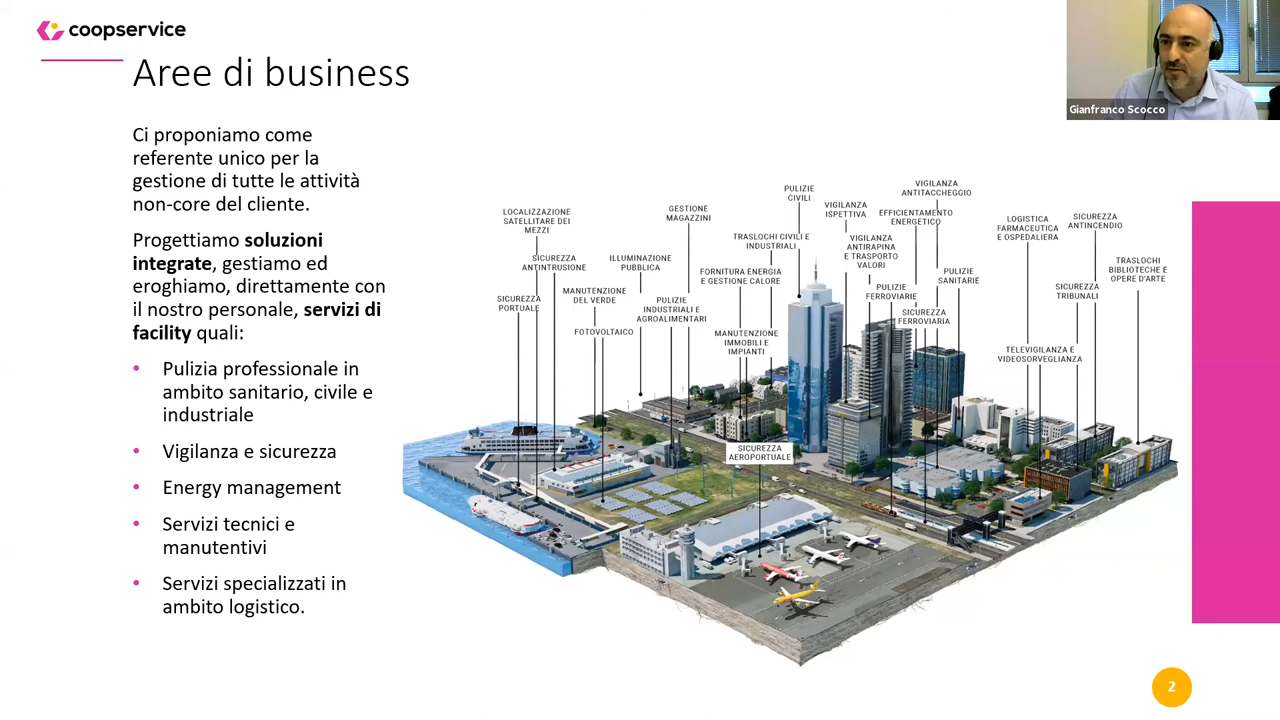 coopservice
Aree di business
Gianfranco Scocco
Ci proponiamo come
referente unico per la
gestione di tutte le attività
non-core del cliente.
Progettiamo soluzioni
integrate, gestiamo ed
eroghiamo, direttamente con
il nostro personale, servizi di
facility quali:
• Pulizia professionale in
ambito sanitario, civile e
industriale
• Vigilanza e sicurezza
• Energy management
• Servizi tecnici e
manutentivi
• Servizi specializzati in
ambito logistico.
LOCALIZZAZIONE
SATELLITARE DEI
MEZZI
SICUREZZA
ANTINTRUSIONE
SICUREZZA
PORTUALE
MANUTENZIONE
DEL VERDE
FOTOVOLTAICO
ILLUMINAZIONE
PUBBLICA
GESTIONE
MAGAZZINI
PULIZIE
INDUSTRIALI E
AGROALIMENTARI
PULIZIE
CIVILI
TRASLOCHI CIVILI E
INDUSTRIALI
FORNITURA ENERGIA
E GESTIONE CALORE
MANUTENZIONE
IMMOBILI E
IMPIANTI
SICUREZZA
AEROPORTUALE
VIGILANZA
ISPETTIVA
VIGILANZA
ANTITACCHEGGIO
EFFICIENTAMENTO
ENERGETICO
VIGILANZA
ANTIRAPINA
E TRASPORTO
VALORI
PULIZIE
FERROVIARIE
SICUREZZA
FERROVIARIA
PULIZIE
SANITARIE
LOGISTICA
FARMACEUTICA
E OSPEDALIERA
SICUREZZA
ANTINCENDIO
SICUREZZA
TRIBUNALI
TRASLOCHI
BIBLIOTECHE E
OPERE D'ARTE
TELEVIGILANZA E
VIDEOSORVEGLIANZA
2